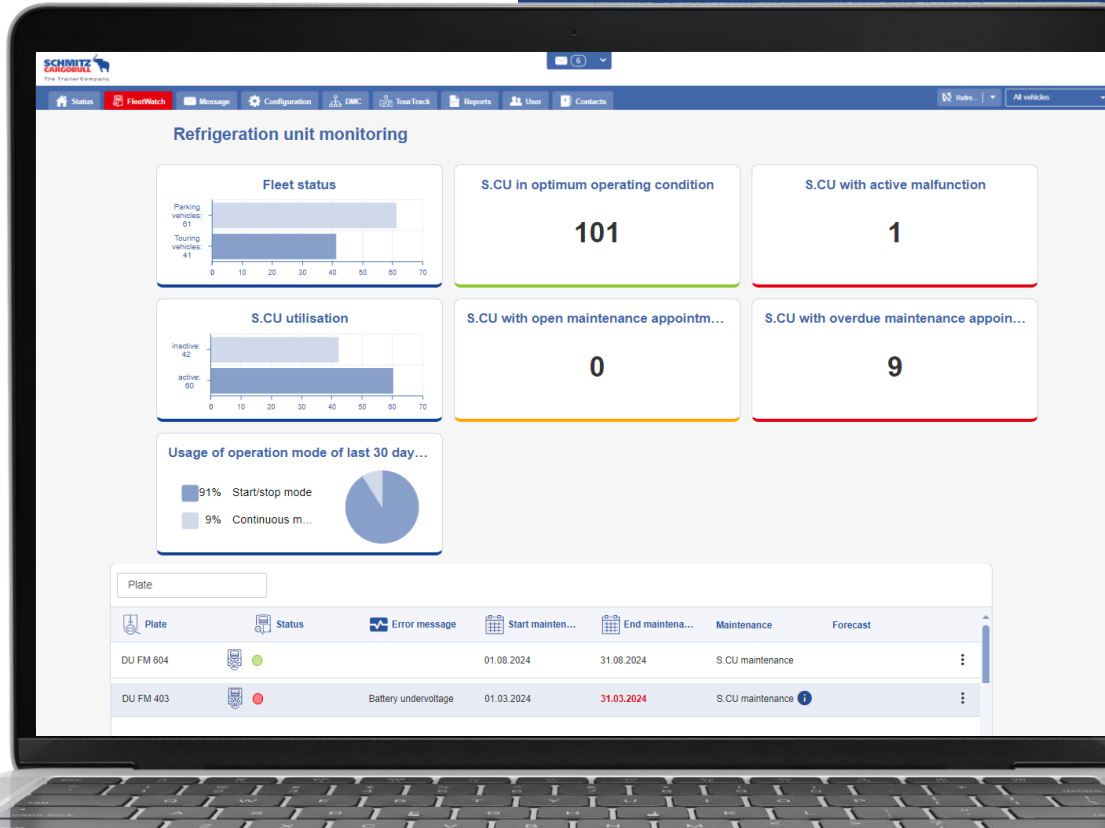 SCHMITZ
CARGOBULL
The TrailerCompany.
6
Status FleetWatch Message Configuration DMC TourTrack Reports User Contacts Refre... All vehicles
Refrigeration unit monitoring
Fleet status
Parking vehicles: 61
Touring vehicles: 41
0 10 20 30 40 50 60 70
S.CU in optimum operating condition
101
S.CU with active malfunction
1
S.CU utilisation
inactive: 42
active: 60
0 10 20 30 40 50 60 70
S.CU with open maintenance appointm...
0
S.CU with overdue maintenance appoin...
9
Usage of operation mode of last 30 day...
91% Start/stop mode
9% Continuous m...
Plate
Plate Status Error message Start mainten... End maintena... Maintenance Forecast
DU FM 604 01.08.2024 31.08.2024 S.CU maintenance
DU FM 403 Battery undervoltage 01.03.2024 31.03.2024 S.CU maintenance i